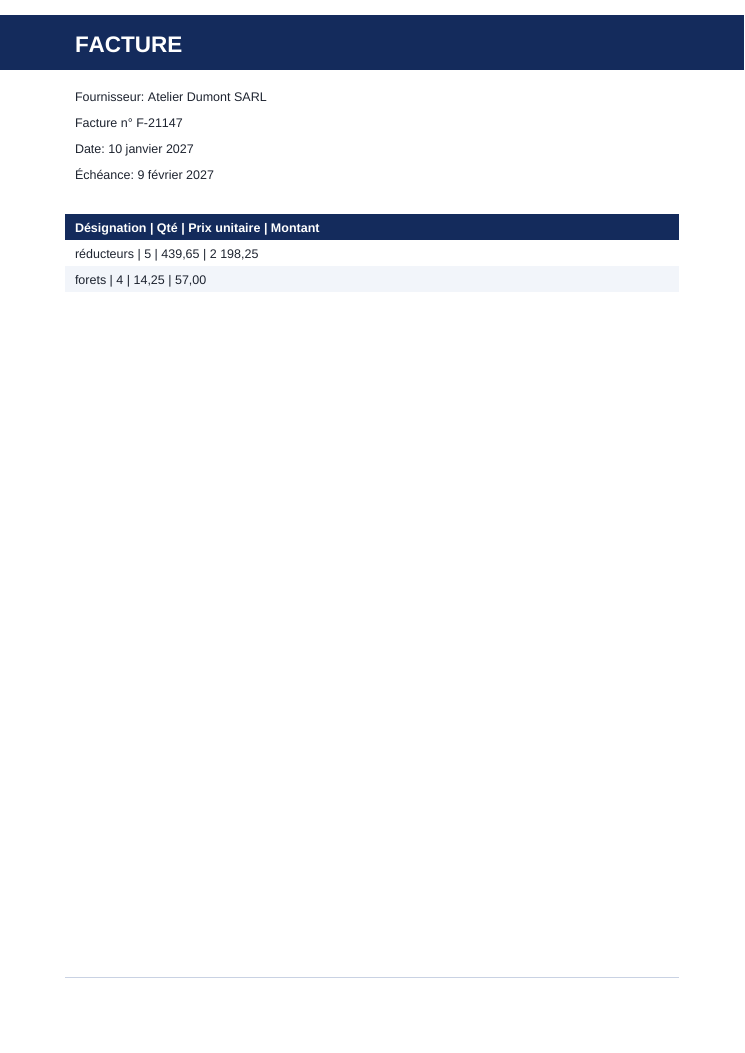 FACTURE
Fournisseur: Atelier Dumont SARL
Facture n° F-21147
Date: 10 janvier 2027
Échéance: 9 février 2027
Désignation | Qté | Prix unitaire | Montant
réducteurs | 5 | 439,65 | 2 198,25
forets | 4 | 14,25 | 57,00